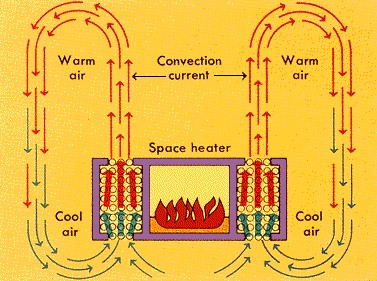 Warm
air
Convection
current
Warm
air
Space heater
Cool
air
Cool
air